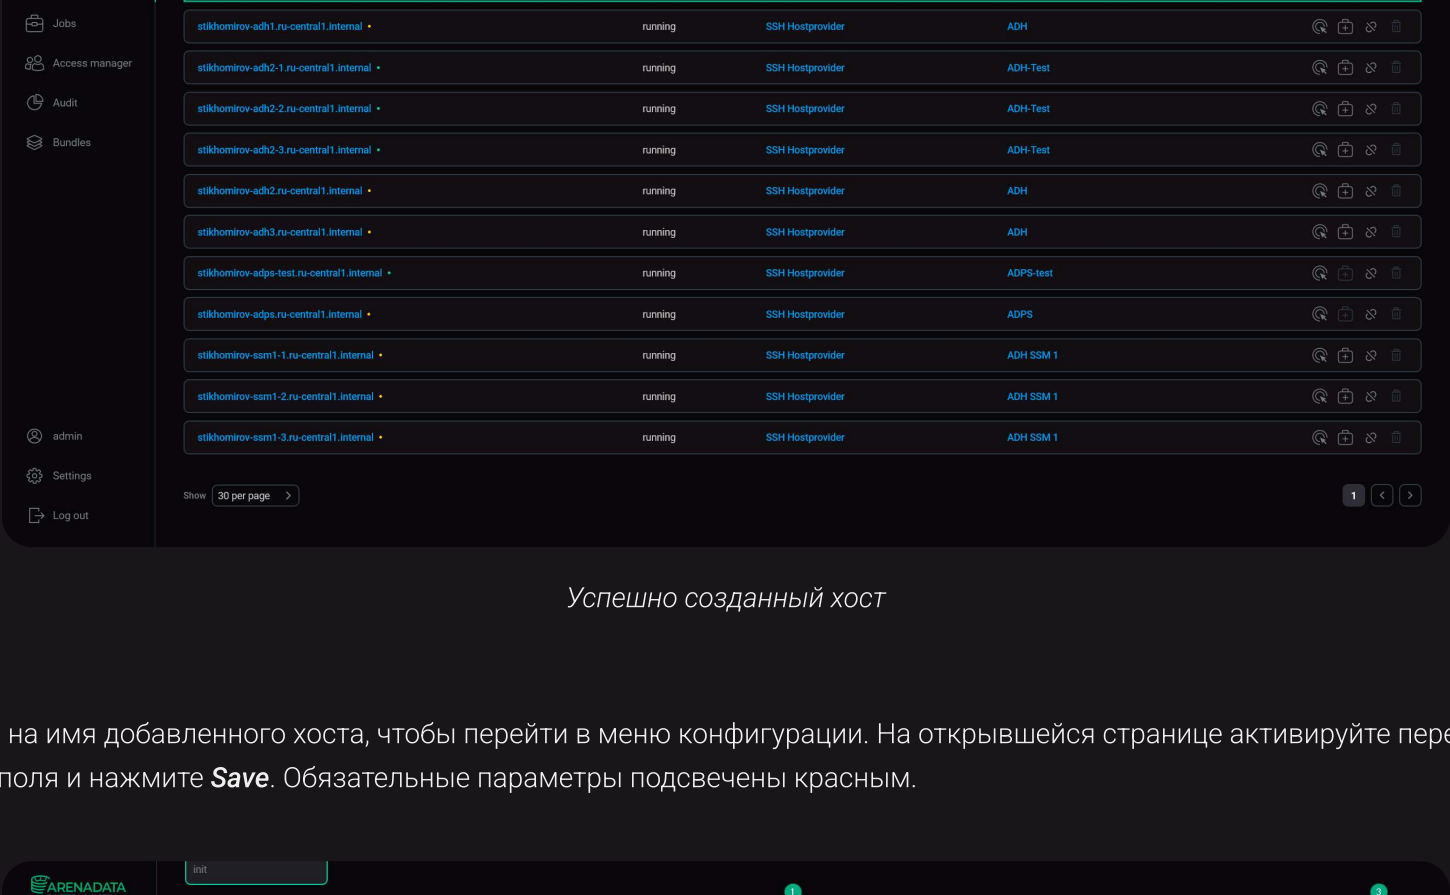 Jobs
stikhomirov-adh1.ru-central1.internal running SSH Hostprovider ADH
Access manager
stikhomirov-adh2-1.ru-central1.internal running SSH Hostprovider ADH-Test
Audit
stikhomirov-adh2-2.ru-central1.internal running SSH Hostprovider ADH-Test
Bundles
stikhomirov-adh2-3.ru-central1.internal running SSH Hostprovider ADH-Test
stikhomirov-adh2.ru-central1.internal running SSH Hostprovider ADH
stikhomirov-adh3.ru-central1.internal running SSH Hostprovider ADH
stikhomirov-adps-test.ru-central1.internal running SSH Hostprovider ADPS-test
stikhomirov-adps.ru-central1.internal running SSH Hostprovider ADPS
stikhomirov-ssm1-1.ru-central1.internal running SSH Hostprovider ADH SSM 1
stikhomirov-ssm1-2.ru-central1.internal running SSH Hostprovider ADH SSM 1
admin
stikhomirov-ssm1-3.ru-central1.internal running SSH Hostprovider ADH SSM 1
Settings
Show 30 per page 1
Log out
Успешно созданный хост
на имя добавленного хоста, чтобы перейти в меню конфигурации. На открывшейся странице активируйте пере
поля и нажмите Save. Обязательные параметры подсвечены красным.
init
ARENADATA
1 3